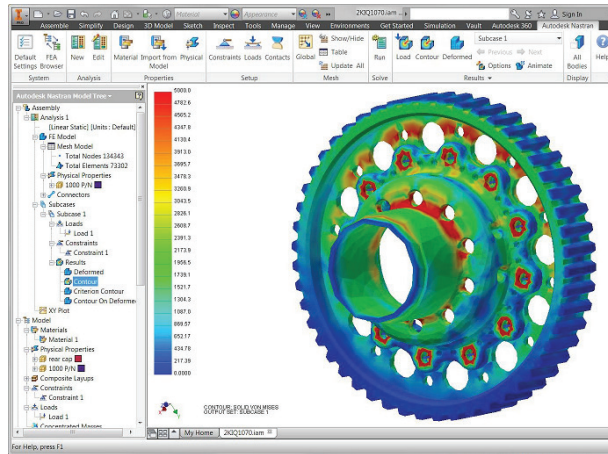 Material
Appearance
2KIQ1070.iam
Sign In
Assemble Simplify Design 3D Model Sketch Inspect Tools Manage View Environments Get Started Simulation Vault Autodesk 360 Autodesk Nastran
Default Settings
FEA Browser
New
Edit
Material
Import from Model
Physical
Constraints
Loads
Contacts
Global
Show/Hide
Table
Update All
Run
Load
Contour
Deformed
Subcase 1
Previous
Next
Options
Animate
All Bodies
Help
System Analysis Properties Setup Mesh Solve Results Display
Autodesk Nastran Model Tree
Assembly
Analysis 1
[Linear Static] [Units : Default]
FE Model
Mesh Model
Total Nodes 134343
Total Elements 73302
Physical Properties
1000 P/N
Connectors
Subcases
Subcase 1
Loads
Load 1
Constraints
Constraint 1
Results
Deformed
Contour
Criterion Contour
Contour On Deforme
XY Plot
Model
Materials
Material 1
Physical Properties
rear cap
1000 P/N
Composite Layups
Constraints
Constraint 1
Loads
Load 1
Concentrated Masses
4782.6
4565.2
4347.8
4130.4
3913.0
3695.7
3478.3
3260.9
3043.5
2826.1
2608.7
2391.3
2173.9
1956.5
1739.1
1521.7
1304.3
1087.0
869.57
652.17
434.78
217.39
0.0000
CONTOUR: SOLID VON MISES
OUTPUT SET: SUBCASE 1
My Home
2KIQ1070.iam
For Help, press F1